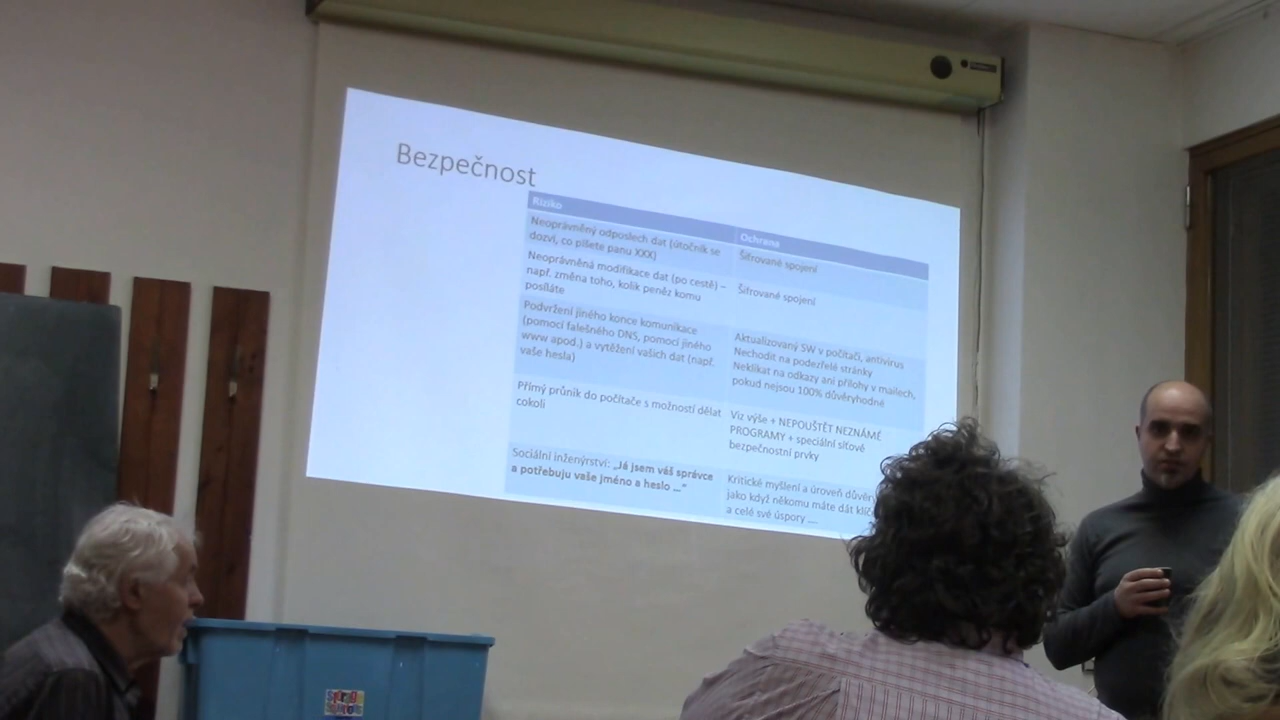 Bezpečnost
Riziko
Ochrana
Neoprávněný odposlech dat (útočník se
dozví, co píšete panu XXX)
Šifrované spojení
Neoprávněná modifikace dat (po cestě) –
např. změna toho, kolik peněz komu
posíláte
Šifrované spojení
Podvržení jiného konce komunikace
(pomocí falešného DNS, pomocí jiného
www apod.) a vytěžení vašich dat (např.
vaše hesla)
Aktualizovaný SW v počítači, antivirus
Nechodit na podezřelé stránky
Neklikat na odkazy ani přílohy v mailech,
pokud nejsou 100% důvěryhodné
Přímý průnik do počítače s možností dělat
cokoli
Viz výše + NEPOUŠTĚT NEZNÁMÉ
PROGRAMY + speciální síťové
bezpečnostní prvky
Sociální inženýrství: „Já jsem váš správce
a potřebuju vaše jméno a heslo ...“
Kritické myšlení a úroveň
jako když někomu máte dát
a celé své úspory ....